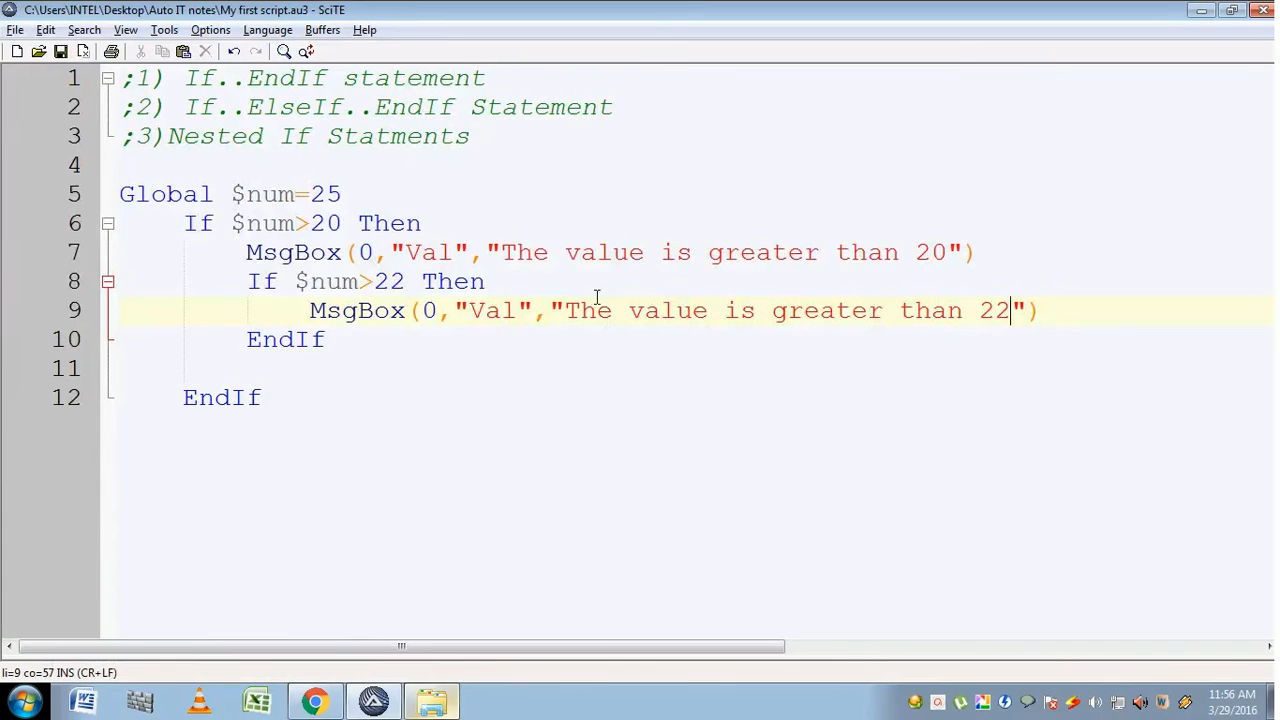 C:\Users\INTEL\Desktop\Auto IT notes\My first script.au3 - SciTE
File Edit Search View Tools Options Language Buffers Help
1 ;1) If..EndIf statement
2 ;2) If..ElseIf..EndIf Statement
3 ;3)Nested If Statments
4
5 Global $num=25
6 If $num>20 Then
7 MsgBox(0,"Val","The value is greater than 20")
8 If $num>22 Then
9 MsgBox(0,"Val","The value is greater than 22")
10 EndIf
11
12 EndIf
li=9 co=57 INS (CR+LF)
11:56 AM
3/29/2016